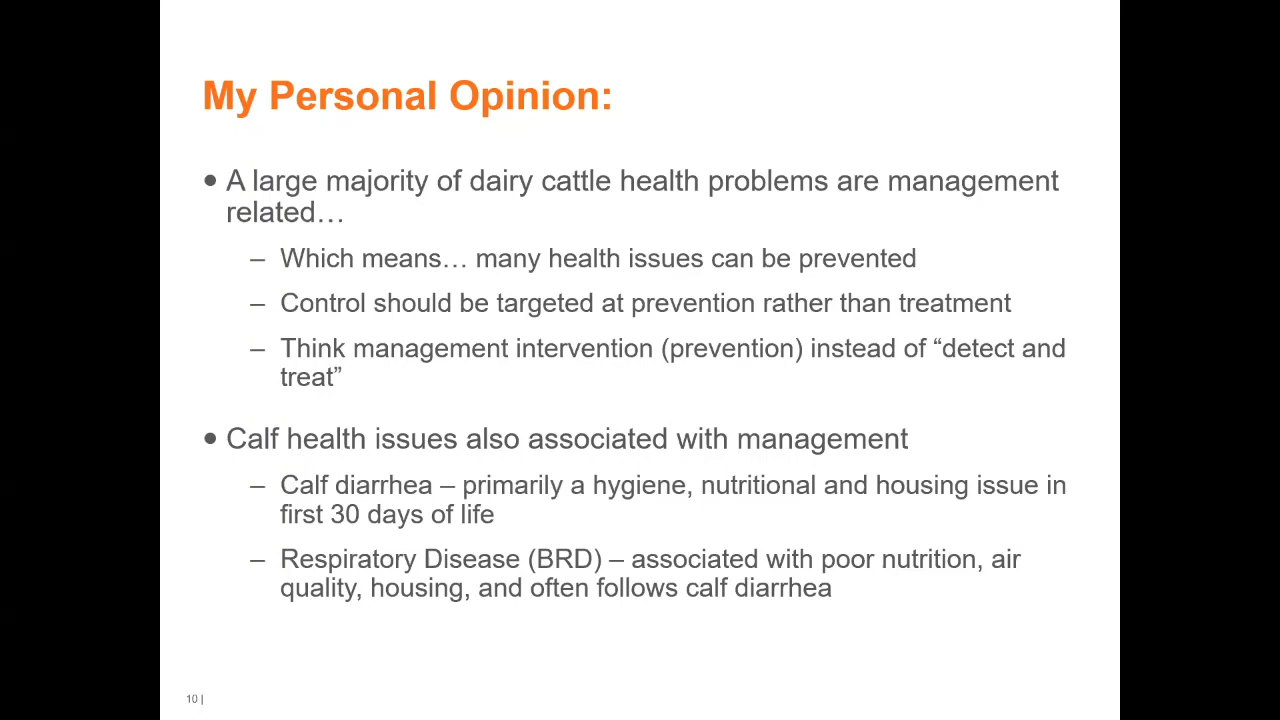 My Personal Opinion:
• A large majority of dairy cattle health problems are management
related…
– Which means… many health issues can be prevented
– Control should be targeted at prevention rather than treatment
– Think management intervention (prevention) instead of “detect and
treat”
• Calf health issues also associated with management
– Calf diarrhea – primarily a hygiene, nutritional and housing issue in
first 30 days of life
– Respiratory Disease (BRD) – associated with poor nutrition, air
quality, housing, and often follows calf diarrhea
10 |